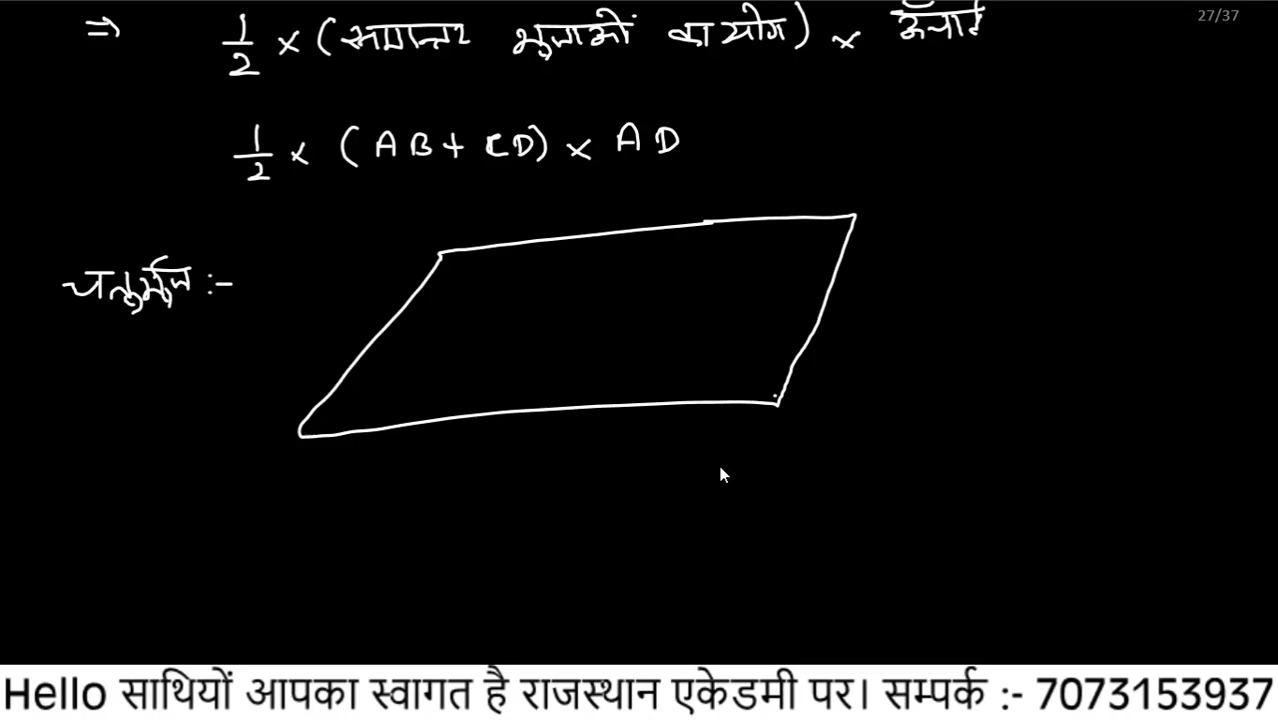 27/37
⇒ 1/2 × (समान्तर भुजाओं का योग) × ऊँचाई
1/2 × (AB + CD) × AD
चतुर्भुज :-
Hello साथियों आपका स्वागत है राजस्थान एकेडमी पर। सम्पर्क :- 7073153937